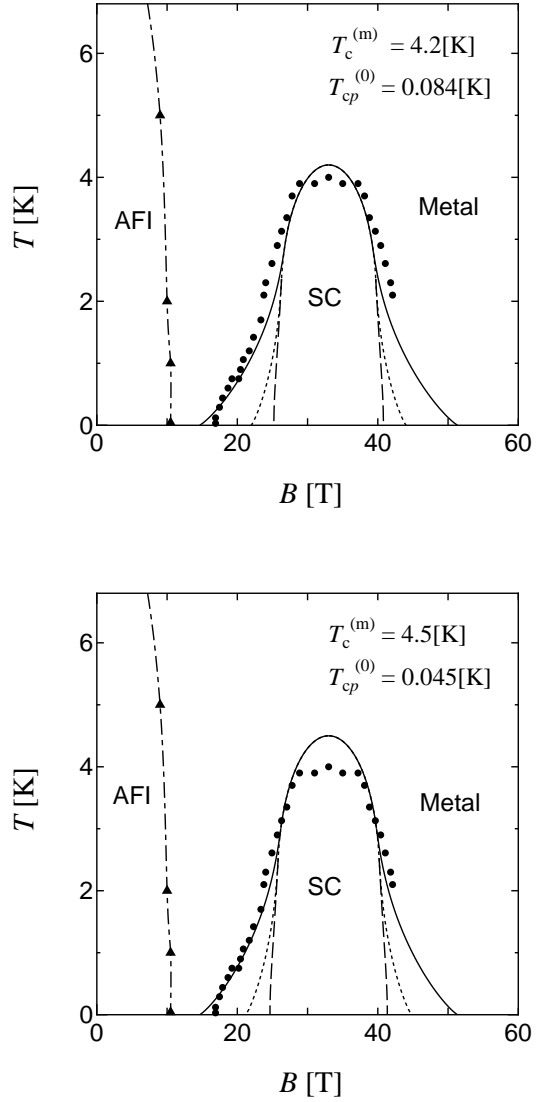 T_c^(m) = 4.2[K]
T_cp^(0) = 0.084[K]
6
4
2
0
T [K]
AFI
Metal
SC
0 20 40 60
B [T]
T_c^(m) = 4.5[K]
T_cp^(0) = 0.045[K]
6
4
2
0
T [K]
AFI
Metal
SC
0 20 40 60
B [T]